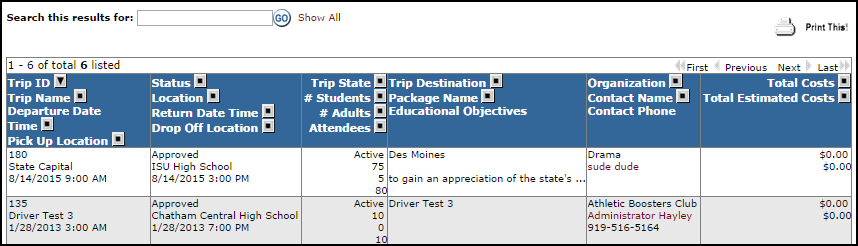 Search this results for: GO Show All
Print This!
1 - 6 of total 6 listed First Previous Next Last
Trip ID Status Trip State Trip Destination Organization Total Costs
Trip Name Location # Students Package Name Contact Name Total Estimated Costs
Departure Date Return Date Time # Adults Educational Objectives Contact Phone
Time Drop Off Location Attendees
Pick Up Location
180 Approved Active Des Moines Drama $0.00
State Capital ISU High School 75 sude dude $0.00
8/14/2015 9:00 AM 8/14/2015 3:00 PM 5 to gain an appreciation of the state's ...
80
135 Approved Active Driver Test 3 Athletic Boosters Club $0.00
Driver Test 3 Chatham Central High School 10 Administrator Hayley $0.00
1/28/2013 3:00 AM 1/28/2013 7:00 PM 0 919-516-5164
10